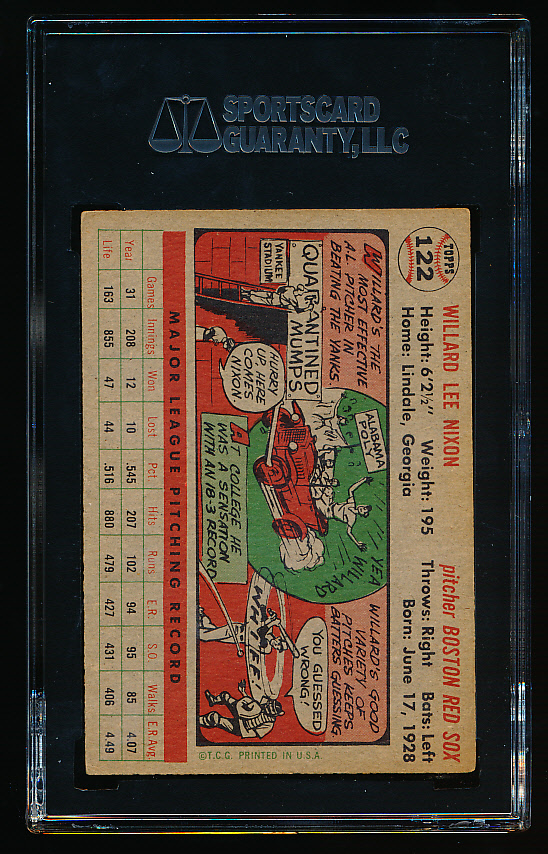 SPORTSCARD
GUARANTY, LLC
TOPPS
122
WILLARD LEE NIXON
pitcher BOSTON RED SOX
Height: 6'2½" Weight: 195
Throws: Right Bats: Left
Home: Lindale, Georgia
Born: June 17, 1928
WILLARD'S THE
MOST EFFECTIVE
A.L. PITCHER IN
BEATING THE YANKS.
YANKEE
STADIUM
QUARANTINED
MUMPS
HURRY
UP, HERE
COMES
NIXON
ALABAMA
POLY
YEA
WILLARD
AT COLLEGE HE
WAS A SENSATION
WITH AN 18-3 RECORD.
WILLARD'S GOOD
VARIETY OF
PITCHES KEEPS
BATTERS GUESSING.
YOU GUESSED
WRONG!
MAJOR LEAGUE PITCHING RECORD
Games Innings Won Lost Pct. Hits Runs E.R. S.O. Walks E.R.Avg.
Year 31 208 12 10 .545 207 102 94 95 85 4.07
Life 163 855 47 44 .516 880 479 427 431 406 4.49
©T.C.G. PRINTED IN U.S.A.